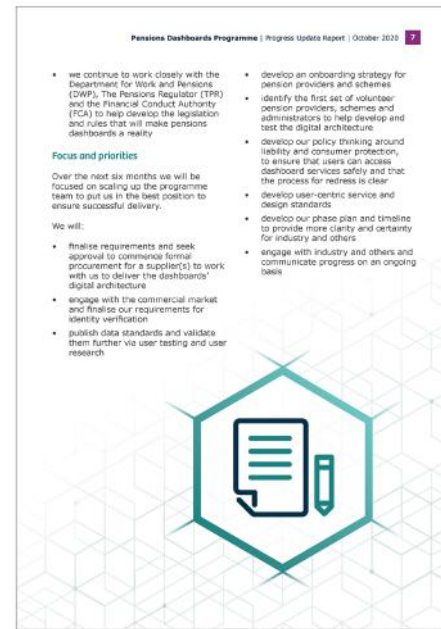 Pensions Dashboards Programme | Progress Update Report | October 2020 7
• we continue to work closely with the
Department for Work and Pensions
(DWP), The Pensions Regulator (TPR)
and the Financial Conduct Authority
(FCA) to help develop the legislation
and rules that will make pensions
dashboards a reality
Focus and priorities
Over the next six months we will be
focused on scaling up the programme
team to put us in the best position to
ensure successful delivery.
We will:
• finalise requirements and seek
approval to commence formal
procurement for a supplier(s) to work
with us to deliver the dashboards'
digital architecture
• engage with the commercial market
and finalise our requirements for
identity verification
• publish data standards and validate
them further via user testing and user
research
• develop an onboarding strategy for
pension providers and schemes
• identify the first set of volunteer
pension providers, schemes and
administrators to help develop and
test the digital architecture
• develop our policy thinking around
liability and consumer protection,
to ensure that users can access
dashboard services safely and that
the process for redress is clear
• develop user-centric service and
design standards
• develop our phase plan and timeline
to provide more clarity and certainty
for industry and others
• engage with industry and others and
communicate progress on an ongoing
basis